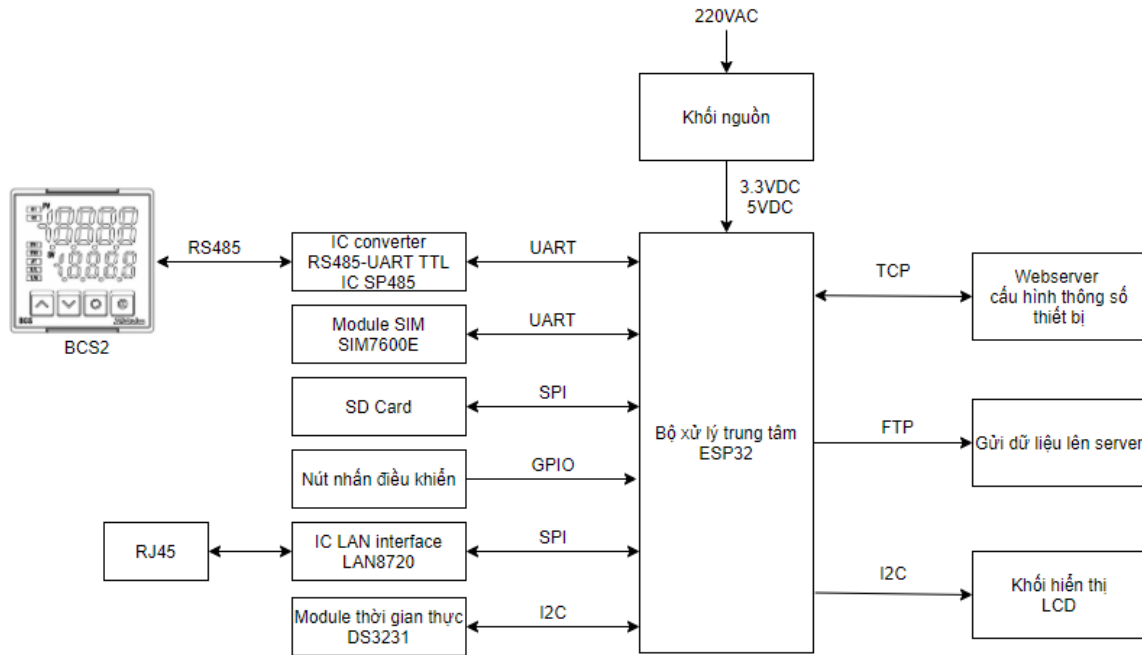 220VAC
Khối nguồn
3.3VDC
5VDC
RS485
IC converter
RS485-UART TTL
IC SP485
UART
BCS2
Module SIM
SIM7600E
UART
SD Card
SPI
Nút nhấn điều khiển
GPIO
RJ45
IC LAN interface
LAN8720
SPI
Module thời gian thực
DS3231
I2C
Bộ xử lý trung tâm
ESP32
TCP
Webserver
cấu hình thông số
thiết bị
FTP
Gửi dữ liệu lên server
I2C
Khối hiển thị
LCD
PV
SV
BCS